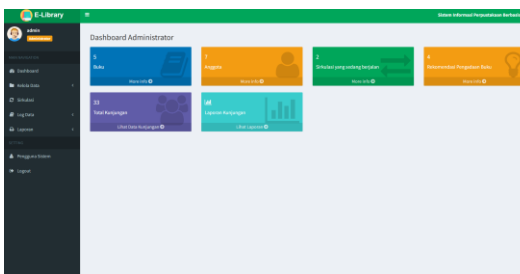 E-Library
Sistem Informasi Perpustakaan Berbasis
admin
Dashboard Administrator
5
Buku
More Info
7
Anggota
More Info
2
Sirkulasi yang sedang berjalan
More Info
4
Rekomendasi Pengadaan Buku
More Info
33
Total Kunjungan
Lihat Data Kunjungan
Laporan Kunjungan
Lihat Laporan
Dashboard
Kelola Data
Sirkulasi
Log Data
Laporan
SETTING
Pengguna Sistem
Logout